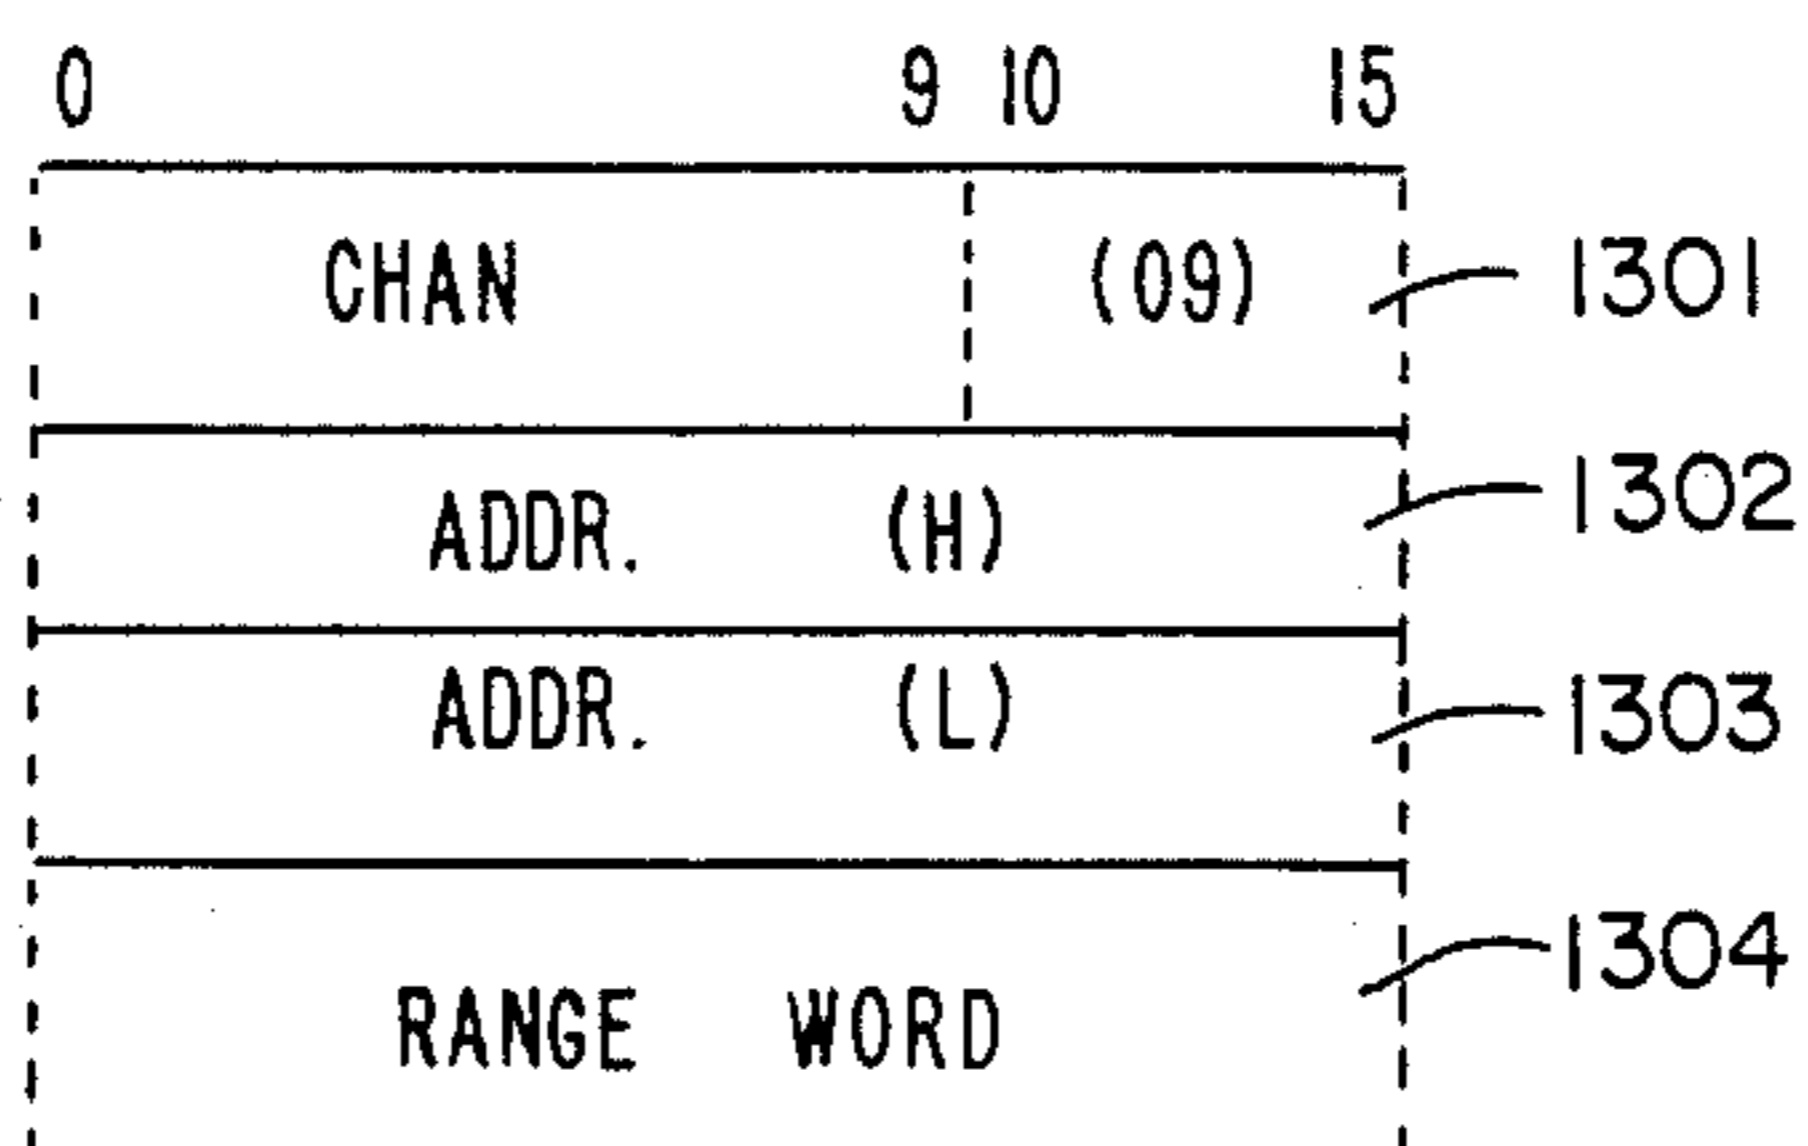 0 9 10 15
CHAN (09) 1301
ADDR. (H) 1302
ADDR. (L) 1303
RANGE WORD 1304